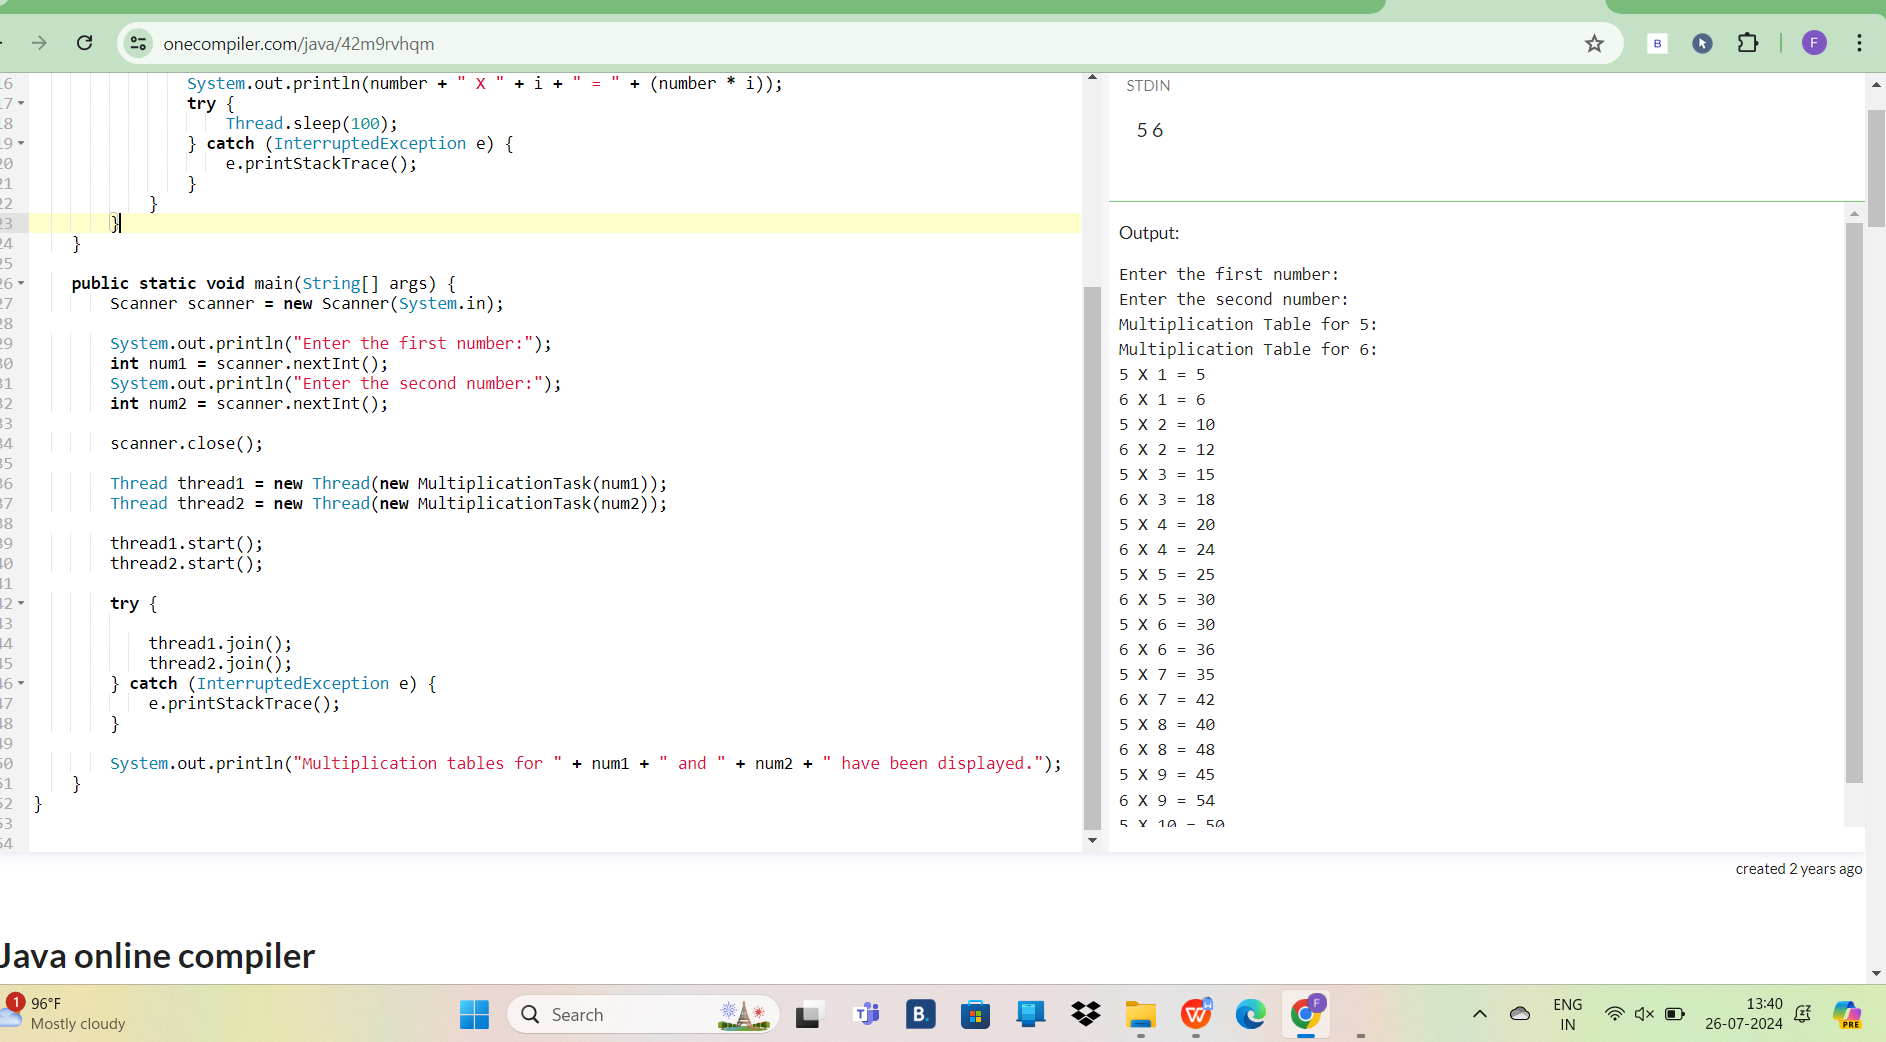 onecompiler.com/java/42m9rvhqm
B
F
16 System.out.println(number + " X " + i + " = " + (number * i));
17 try {
18 Thread.sleep(100);
19 } catch (InterruptedException e) {
20 e.printStackTrace();
21 }
22 }
23 }
24 }
25
26 public static void main(String[] args) {
27 Scanner scanner = new Scanner(System.in);
28
29 System.out.println("Enter the first number:");
30 int num1 = scanner.nextInt();
31 System.out.println("Enter the second number:");
32 int num2 = scanner.nextInt();
33
34 scanner.close();
35
36 Thread thread1 = new Thread(new MultiplicationTask(num1));
37 Thread thread2 = new Thread(new MultiplicationTask(num2));
38
39 thread1.start();
40 thread2.start();
41
42 try {
43
44 thread1.join();
45 thread2.join();
46 } catch (InterruptedException e) {
47 e.printStackTrace();
48 }
49
50 System.out.println("Multiplication tables for " + num1 + " and " + num2 + " have been displayed.");
51 }
52 }
53
54
STDIN
5 6
Output:
Enter the first number:
Enter the second number:
Multiplication Table for 5:
Multiplication Table for 6:
5 X 1 = 5
6 X 1 = 6
5 X 2 = 10
6 X 2 = 12
5 X 3 = 15
6 X 3 = 18
5 X 4 = 20
6 X 4 = 24
5 X 5 = 25
6 X 5 = 30
5 X 6 = 30
6 X 6 = 36
5 X 7 = 35
6 X 7 = 42
5 X 8 = 40
6 X 8 = 48
5 X 9 = 45
6 X 9 = 54
5 X 10 = 50
created 2 years ago
Java online compiler
1
96°F
Mostly cloudy
Search
B.
F
ENG
IN
13:40
26-07-2024
PRE